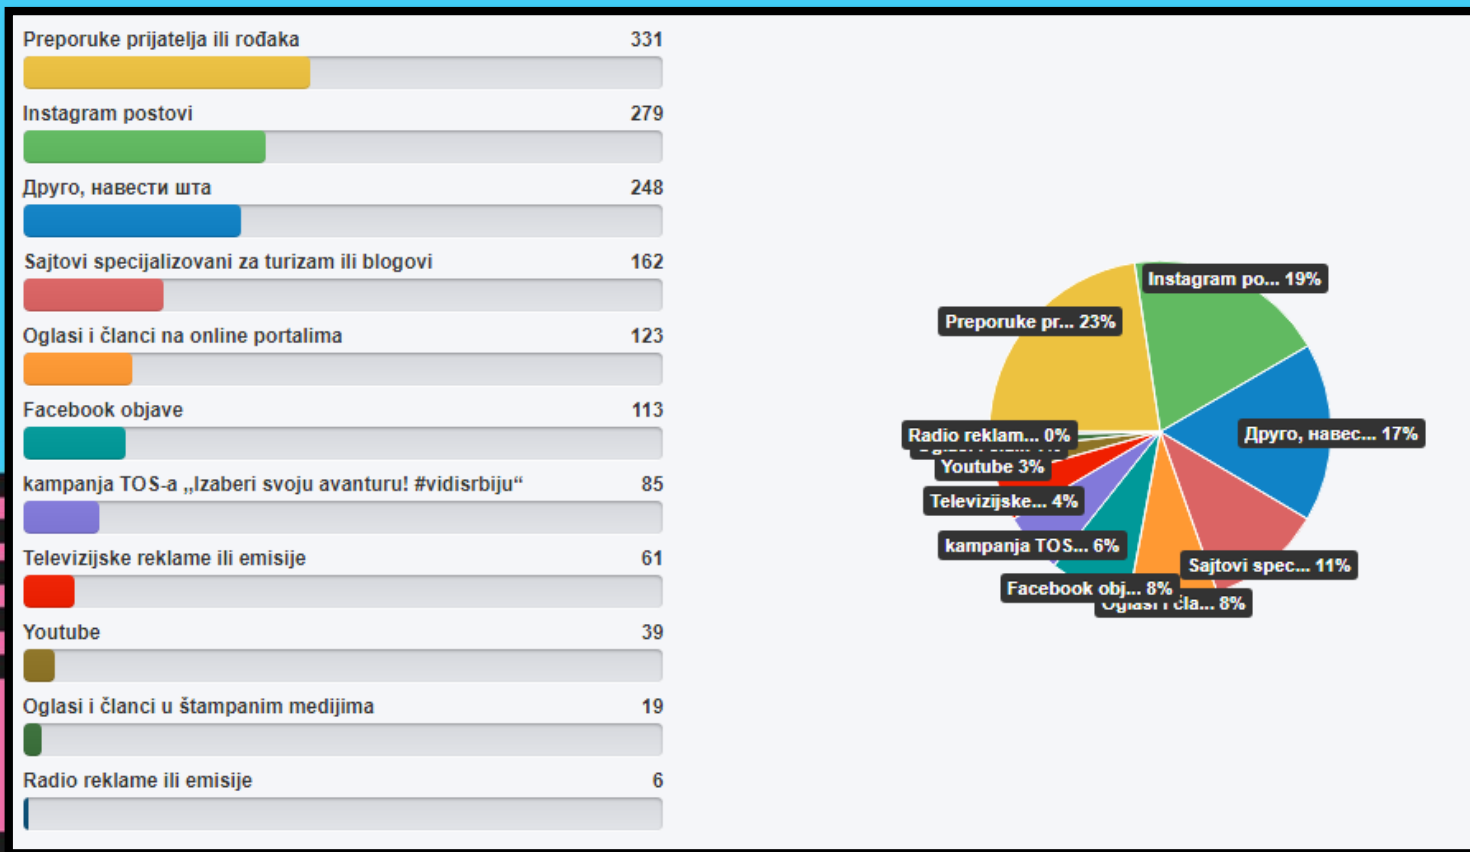 Preporuke prijatelja ili rođaka 331
Instagram postovi 279
Друго, навести шта 248
Sajtovi specijalizovani za turizam ili blogovi 162
Oglasi i članci na online portalima 123
Facebook objave 113
kampanja TOS-a „Izaberi svoju avanturu! #vidisrbiju“ 85
Televizijske reklame ili emisije 61
Youtube 39
Oglasi i članci u štampanim medijima 19
Radio reklame ili emisije 6
Instagram po... 19%
Preporuke pr... 23%
Radio reklam... 0%
Друго, навес... 17%
Youtube 3%
Televizijske... 4%
kampanja TOS... 6%
Sajtovi spec... 11%
Facebook obj... 8%
Oglasi i čla... 8%